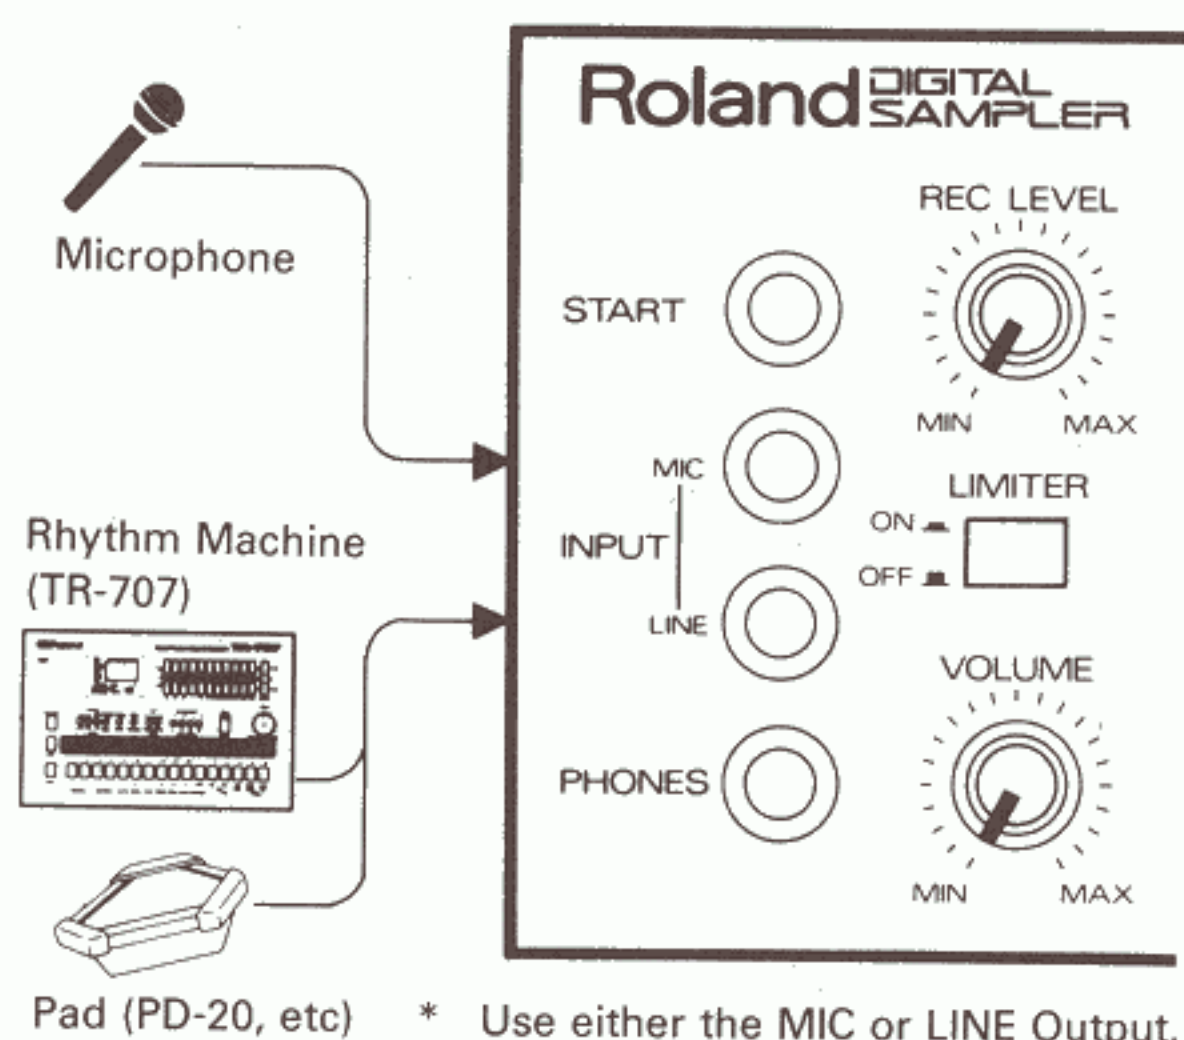 Roland DIGITAL SAMPLER
REC LEVEL
Microphone
START
MIN MAX
MIC
LIMITER
ON
INPUT
OFF
LINE
Rhythm Machine
(TR-707)
VOLUME
PHONES
MIN MAX
Pad (PD-20, etc)
* Use either the MIC or LINE Output.